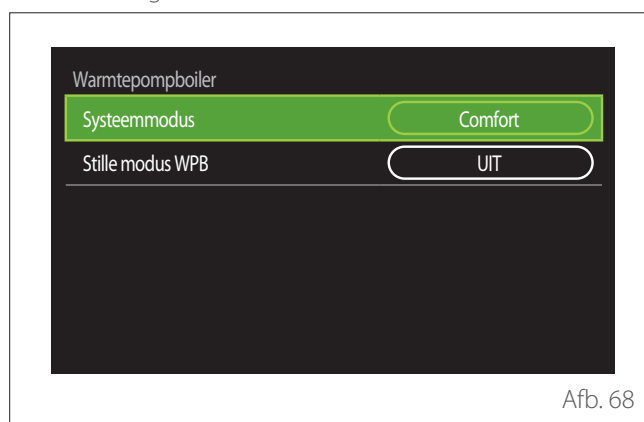 Warmtepompboiler
Systeemmodus Comfort
Stille modus WPB UIT
Afb. 68